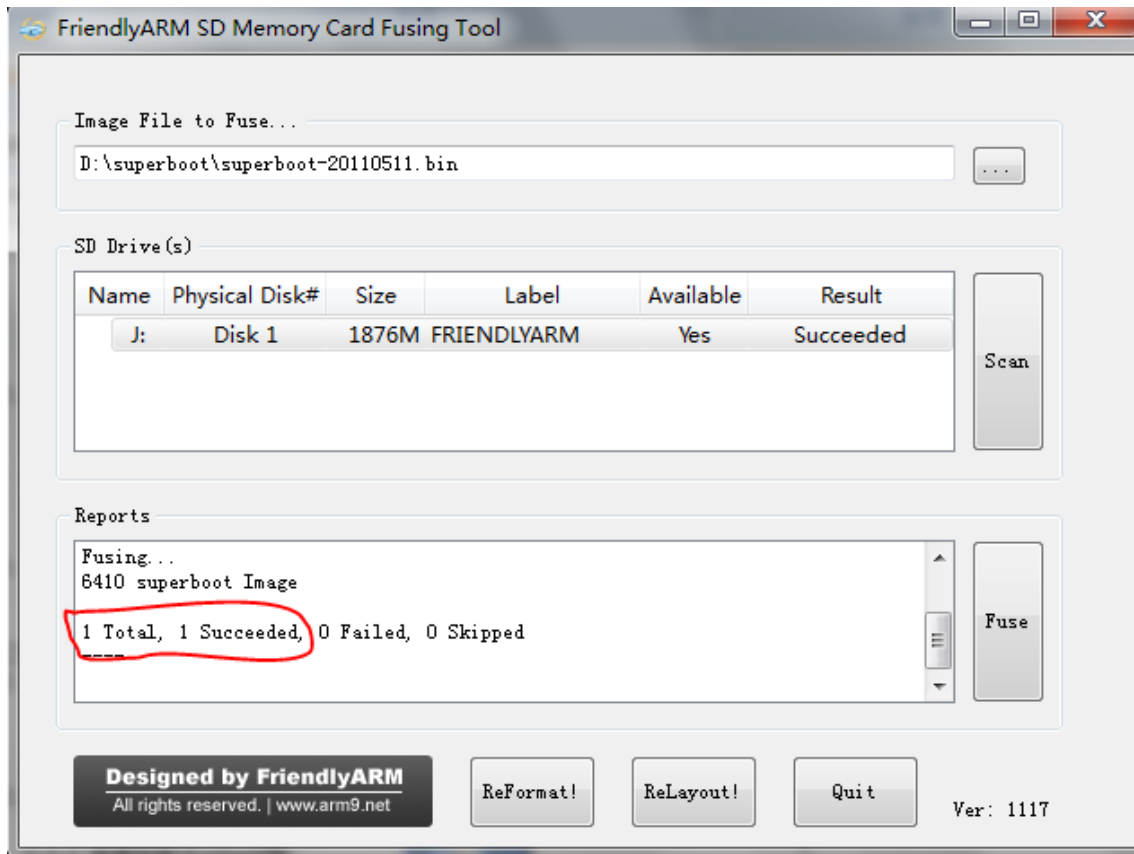 FriendlyARM SD Memory Card Fusing Tool
Image File to Fuse...
D:\superboot\superboot-20110511.bin
...
SD Drive(s)
Name Physical Disk# Size Label Available Result
J: Disk 1 1876M FRIENDLYARM Yes Succeeded
Scan
Reports
Fusing...
6410 superboot Image
1 Total, 1 Succeeded, 0 Failed, 0 Skipped
----
Fuse
Designed by FriendlyARM
All rights reserved. | www.arm9.net
ReFormat!
ReLayout!
Quit
Ver: 1117